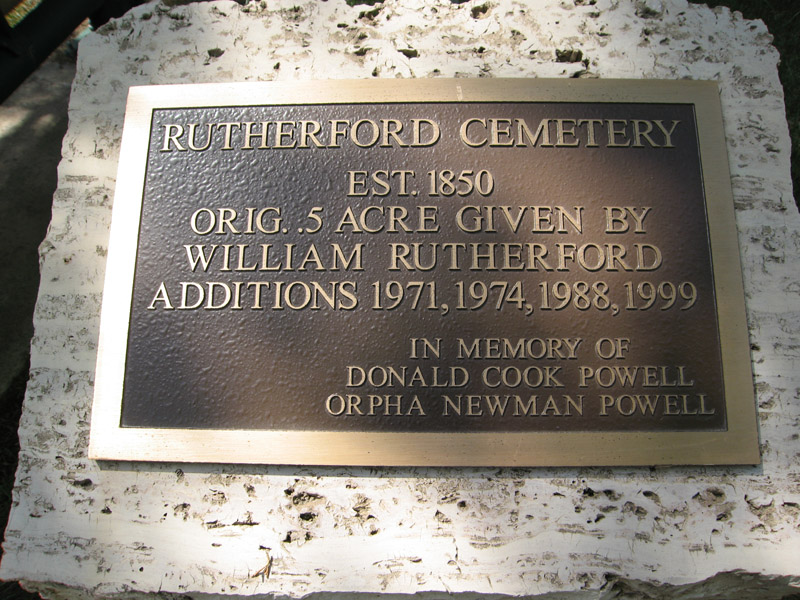 RUTHERFORD CEMETERY
EST. 1850
ORIG. .5 ACRE GIVEN BY
WILLIAM RUTHERFORD
ADDITIONS 1971, 1974, 1988, 1999
IN MEMORY OF
DONALD COOK POWELL
ORPHA NEWMAN POWELL